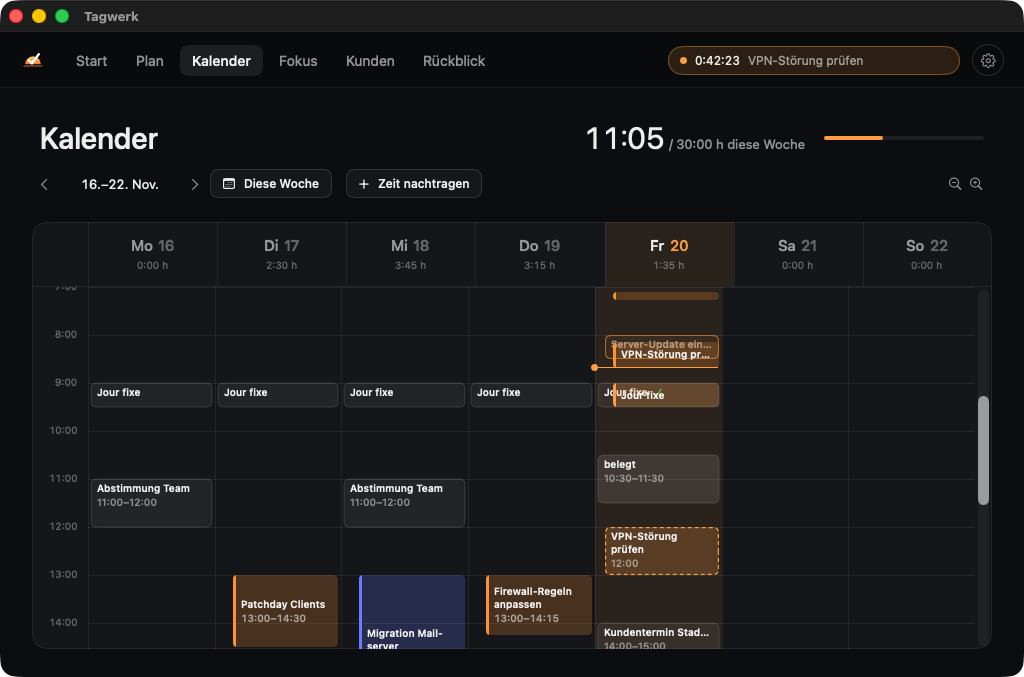 Tagwerk
Start Plan Kalender Fokus Kunden Rückblick
0:42:23 VPN-Störung prüfen
Kalender
11:05 / 30:00 h diese Woche
16.–22. Nov.
Diese Woche
Zeit nachtragen
Mo 16 Di 17 Mi 18 Do 19 Fr 20 Sa 21 So 22
0:00 h 2:30 h 3:45 h 3:15 h 1:35 h 0:00 h 0:00 h
7:00
8:00
Server-Update ein...
VPN-Störung pr...
9:00
Jour fixe Jour fixe Jour fixe Jour fixe Jour fixe
Jour fixe
10:00
belegt
10:30–11:30
11:00
Abstimmung Team Abstimmung Team
11:00–12:00 11:00–12:00
12:00
VPN-Störung
prüfen
12:00
13:00
Firewall-Regeln
anpassen
13:00–14:15
Patchday Clients
13:00–14:30
14:00
Migration Mail-
server
Kundentermin Stad...
14:00–15:00